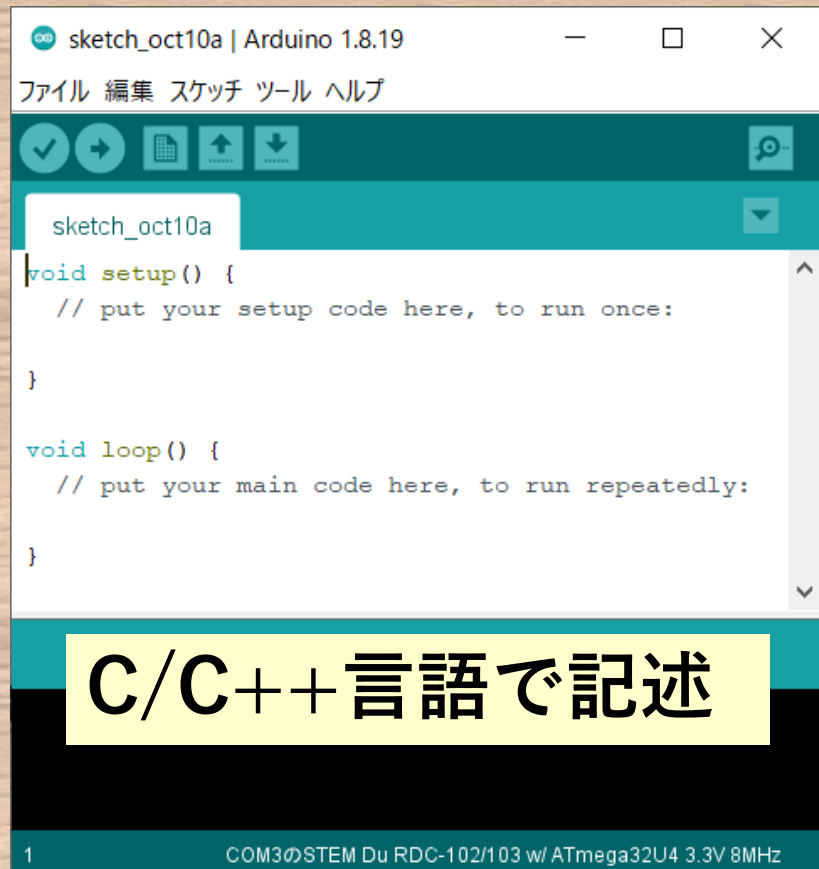 sketch_oct10a | Arduino 1.8.19
ファイル 編集 スケッチ ツール ヘルプ
sketch_oct10a
void setup() {
  // put your setup code here, to run once:
}
void loop() {
  // put your main code here, to run repeatedly:
}
C/C++言語で記述
1 COM3のSTEM Du RDC-102/103 w/ ATmega32U4 3.3V 8MHz